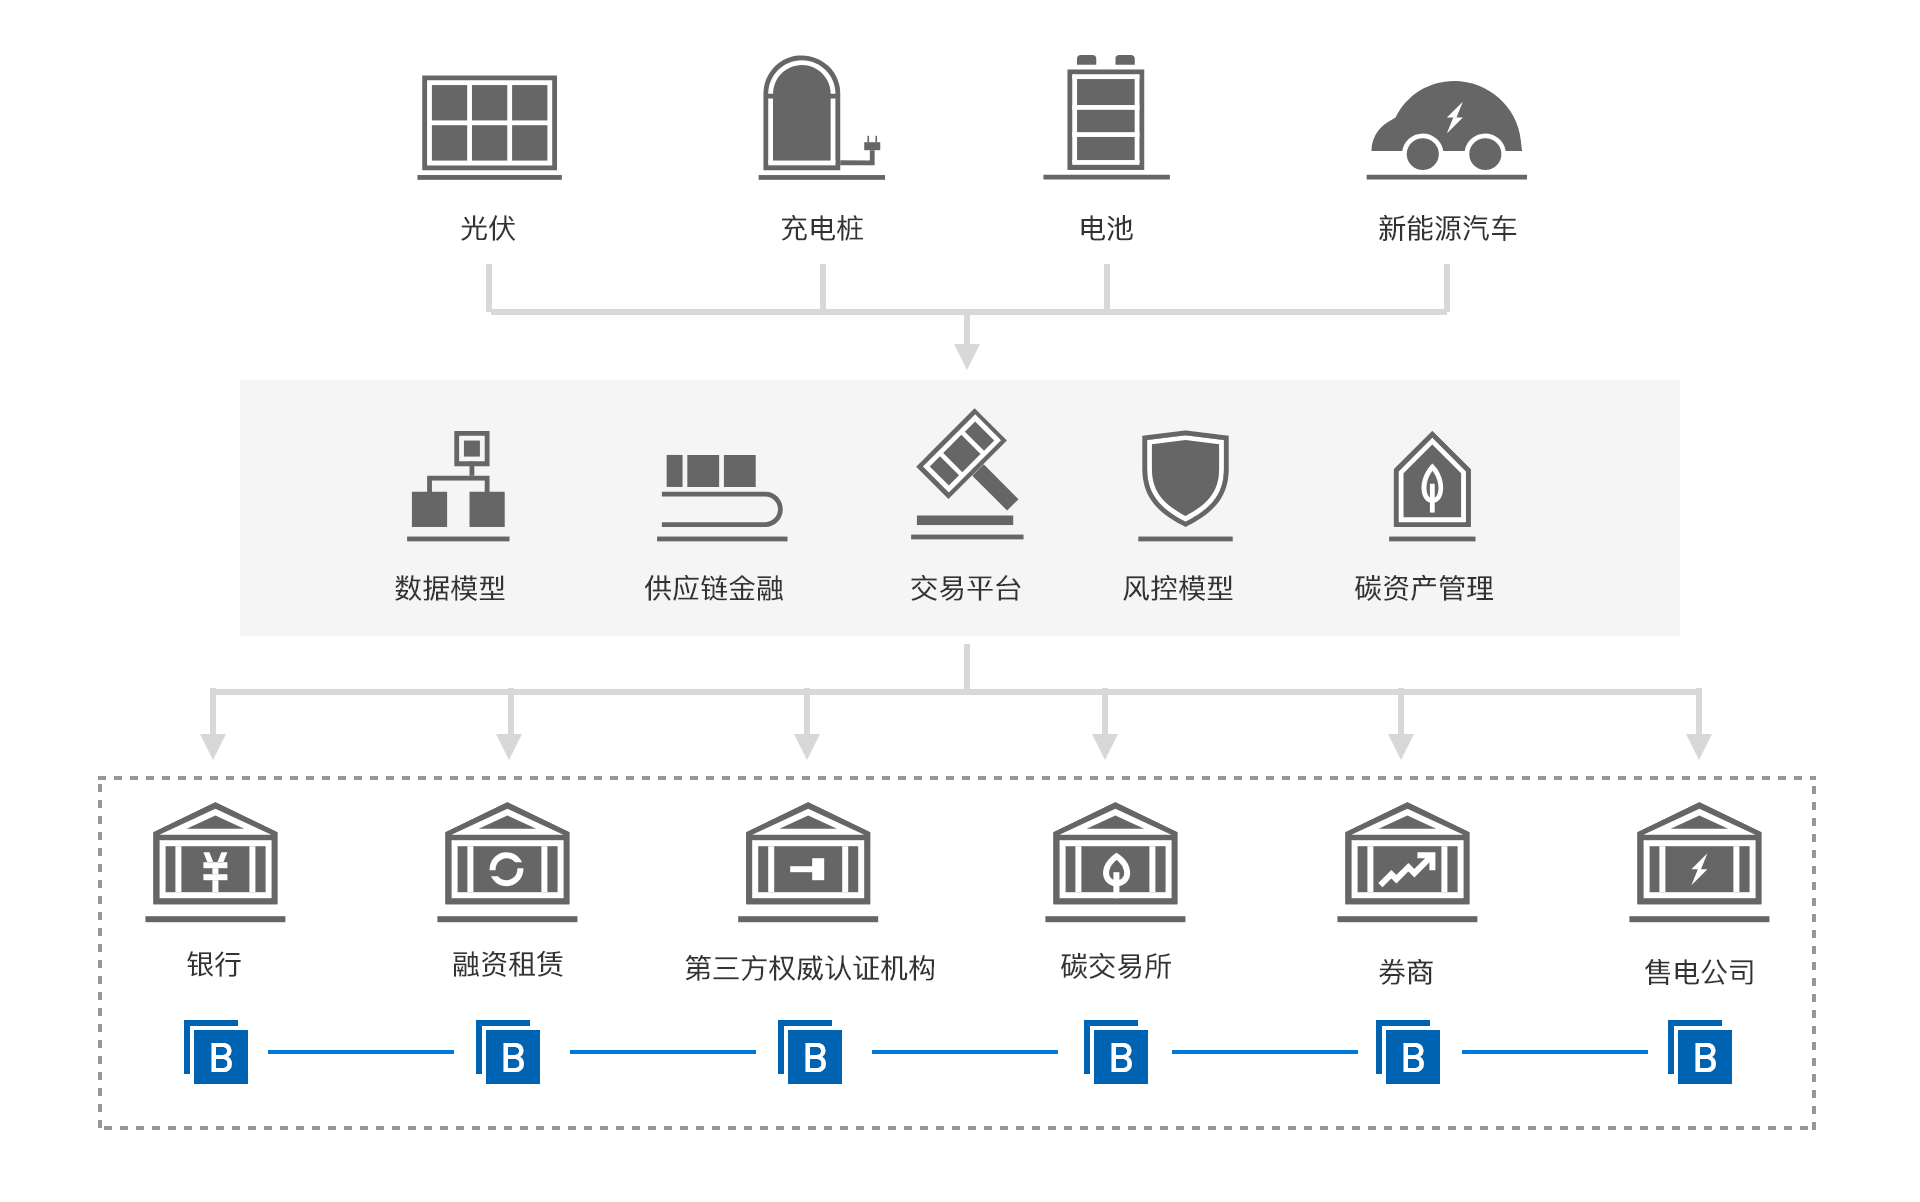 光伏
充电桩
电池
新能源汽车
数据模型
供应链金融
交易平台
风控模型
碳资产管理
¥
银行
融资租赁
第三方权威认证机构
碳交易所
券商
售电公司
B
B
B
B
B
B